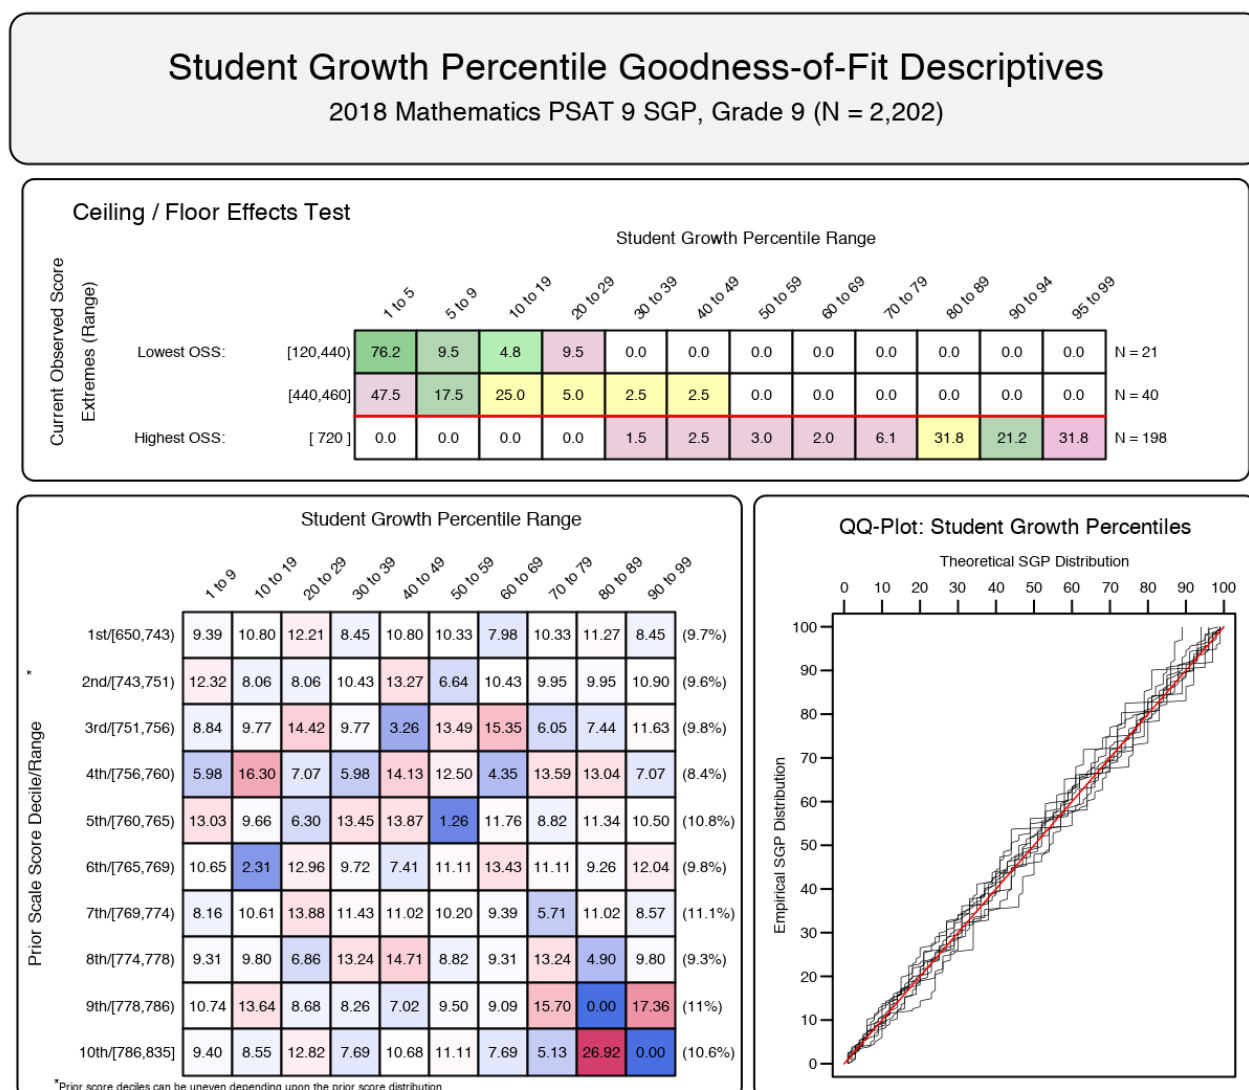 Student Growth Percentile Goodness-of-Fit Descriptives
2018 Mathematics PSAT 9 SGP, Grade 9 (N = 2,202)
Ceiling / Floor Effects Test
Student Growth Percentile Range
Current Observed Score
Extremes (Range)
1 to 5 5 to 9 10 to 19 20 to 29 30 to 39 40 to 49 50 to 59 60 to 69 70 to 79 80 to 89 90 to 94 95 to 99
Lowest OSS: [120,440) 76.2 9.5 4.8 9.5 0.0 0.0 0.0 0.0 0.0 0.0 0.0 0.0 N = 21
[440,460] 47.5 17.5 25.0 5.0 2.5 2.5 0.0 0.0 0.0 0.0 0.0 0.0 N = 40
Highest OSS: [ 720 ] 0.0 0.0 0.0 0.0 1.5 2.5 3.0 2.0 6.1 31.8 21.2 31.8 N = 198
Student Growth Percentile Range
1 to 9 10 to 19 20 to 29 30 to 39 40 to 49 50 to 59 60 to 69 70 to 79 80 to 89 90 to 99
Prior Scale Score Decile/Range *
1st/[650,743) 9.39 10.80 12.21 8.45 10.80 10.33 7.98 10.33 11.27 8.45 (9.7%)
2nd/[743,751) 12.32 8.06 8.06 10.43 13.27 6.64 10.43 9.95 9.95 10.90 (9.6%)
3rd/[751,756) 8.84 9.77 14.42 9.77 3.26 13.49 15.35 6.05 7.44 11.63 (9.8%)
4th/[756,760) 5.98 16.30 7.07 5.98 14.13 12.50 4.35 13.59 13.04 7.07 (8.4%)
5th/[760,765) 13.03 9.66 6.30 13.45 13.87 1.26 11.76 8.82 11.34 10.50 (10.8%)
6th/[765,769) 10.65 2.31 12.96 9.72 7.41 11.11 13.43 11.11 9.26 12.04 (9.8%)
7th/[769,774) 8.16 10.61 13.88 11.43 11.02 10.20 9.39 5.71 11.02 8.57 (11.1%)
8th/[774,778) 9.31 9.80 6.86 13.24 14.71 8.82 9.31 13.24 4.90 9.80 (9.3%)
9th/[778,786) 10.74 13.64 8.68 8.26 7.02 9.50 9.09 15.70 0.00 17.36 (11%)
10th/[786,835] 9.40 8.55 12.82 7.69 10.68 11.11 7.69 5.13 26.92 0.00 (10.6%)
*Prior score deciles can be uneven depending upon the prior score distribution
QQ-Plot: Student Growth Percentiles
Theoretical SGP Distribution
0 10 20 30 40 50 60 70 80 90 100
Empirical SGP Distribution
100
90
80
70
60
50
40
30
20
10
0